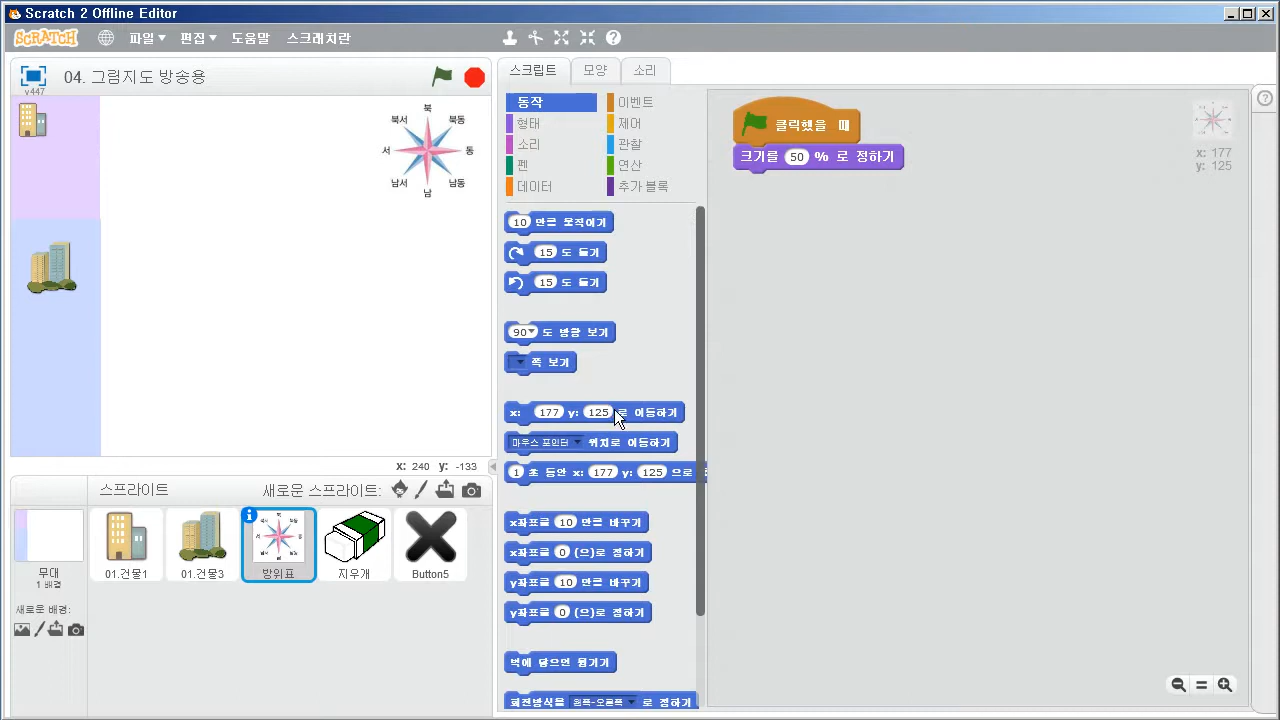 Scratch 2 Offline Editor
SCRATCH 파일 편집 도움말 스크래치란
v447
04. 그림지도 방송용
스크립트 모양 소리
북
북서 북동
서 동
남서 남동
남
동작 이벤트
형태 제어
소리 관찰
펜 연산
데이터 추가 블록
10 만큼 움직이기
15 도 돌기
15 도 돌기
90 도 방향 보기
쪽 보기
x: 177 y: 125 로 이동하기
마우스 포인터 위치로 이동하기
1 초 동안 x: 177 y: 125 으로
x좌표를 10 만큼 바꾸기
x좌표를 0 (으)로 정하기
y좌표를 10 만큼 바꾸기
y좌표를 0 (으)로 정하기
벽에 닿으면 튕기기
회전방식을 왼쪽-오른쪽 로 정하기
클릭했을 때
크기를 50 % 로 정하기
x: 177
y: 125
x: 240 y: -133
스프라이트 새로운 스프라이트:
무대
1 배경
새로운 배경:
01.건물1 01.건물3 방위표 지우개 Button5